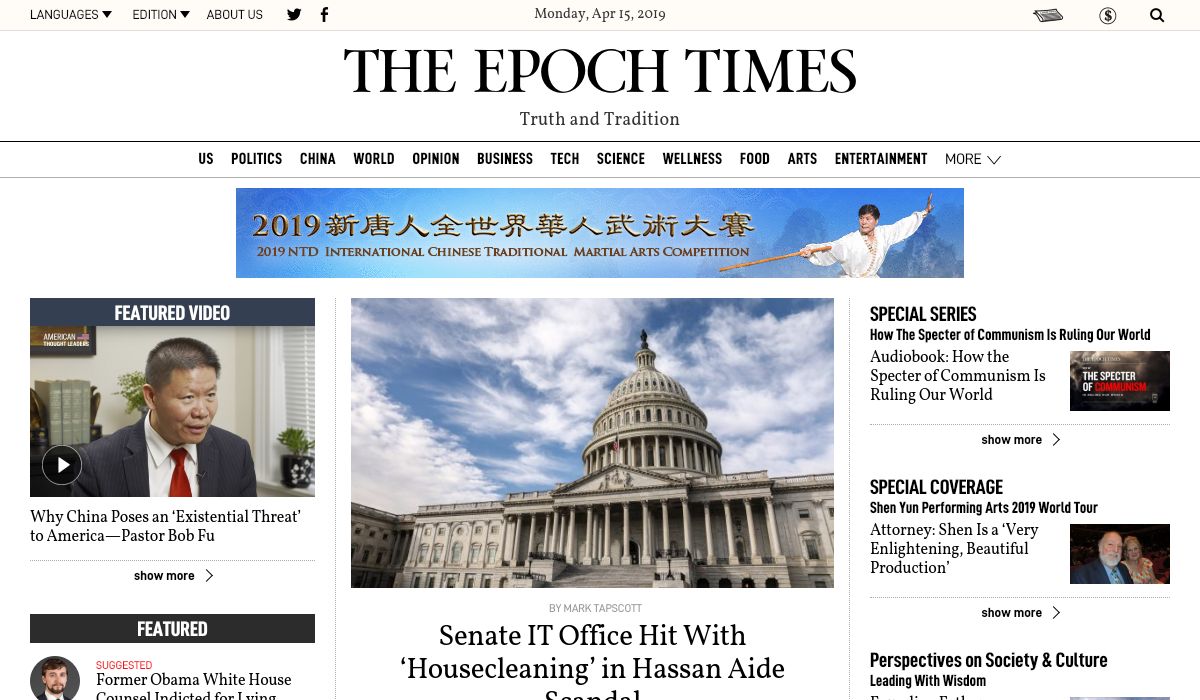 LANGUAGES EDITION ABOUT US
Monday, Apr 15, 2019
THE EPOCH TIMES
Truth and Tradition
US POLITICS CHINA WORLD OPINION BUSINESS TECH SCIENCE WELLNESS FOOD ARTS ENTERTAINMENT MORE
2019新唐人全世界華人武術大賽
2019 NTD INTERNATIONAL CHINESE TRADITIONAL MARTIAL ARTS COMPETITION
FEATURED VIDEO
AMERICAN
THOUGHT LEADERS
Why China Poses an ‘Existential Threat’
to America—Pastor Bob Fu
show more
FEATURED
SUGGESTED
Former Obama White House
Counsel Indicted for Lying
BY MARK TAPSCOTT
Senate IT Office Hit With
‘Housecleaning’ in Hassan Aide
Scandal
SPECIAL SERIES
How The Specter of Communism Is Ruling Our World
Audiobook: How the
Specter of Communism Is
Ruling Our World
THE EPOCH TIMES
THE SPECTER
OF COMMUNISM
show more
SPECIAL COVERAGE
Shen Yun Performing Arts 2019 World Tour
Attorney: Shen Is a ‘Very
Enlightening, Beautiful
Production’
show more
Perspectives on Society & Culture
Leading With Wisdom